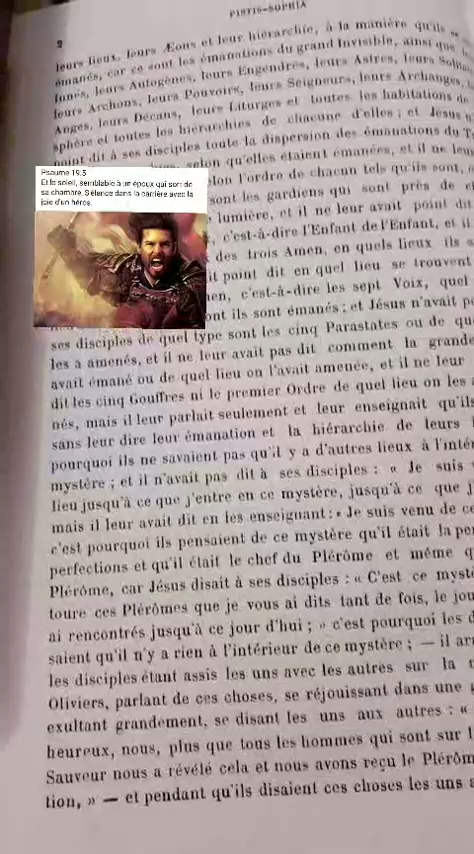 PISTIS-SOPHIA
2
leurs lieux, leurs Æons et leur hiérarchie, à la manière qu'ils
émanés, car ce sont les émanations du grand Invisible, ainsi que
leurs Autogènes, leurs Engendrés, leurs Astres, leurs
leurs Archons, leurs Pouvoirs, leurs Seigneurs, leurs Archanges,
Anges, leurs Décans, leurs Liturges et toutes les habitations
sphère et toutes les hiérarchies de chacune d'elles ; et Jésus
point dit à ses disciples toute la dispersion des émanations du
selon qu'elles étaient émanées, et il ne leur
Psaume 19:5
Et le soleil, semblable à un époux qui sort de
sa chambre, S'élance dans la carrière avec la
joie d'un héros.
l'ordre de chacun tels qu'ils sont,
sont les gardiens qui sont près de
lumière, et il ne leur avait point dit
c'est-à-dire l'Enfant de l'Enfant, et il
des trois Amen, en quels lieux ils
point dit en quel lieu se trouvent
c'est-à-dire les sept Voix, quel
ils sont émanés ; et Jésus n'avait
ses disciples de quel type sont les cinq Parastates ou de
les a amenés, et il ne leur avait pas dit comment la grande
avait émané ou de quel lieu on l'avait amenée, et il ne leur
dit les cinq Gouffres ni le premier Ordre de quel lieu on les
nés, mais il leur parlait seulement et leur enseignait qu'ils
sans leur dire leur émanation et la hiérarchie de leurs
pourquoi ils ne savaient pas qu'il y a d'autres lieux à
mystère ; et il n'avait pas dit à ses disciples : « Je suis
lieu jusqu'à ce que j'entre en ce mystère, jusqu'à ce que
mais il leur avait dit en les enseignant : « Je suis venu de
c'est pourquoi ils pensaient de ce mystère qu'il était la
perfections et qu'il était le chef du Plérôme et même
Plérôme, car Jésus disait à ses disciples : « C'est ce
toure ces Plérômes que je vous ai dits tant de fois, le
ai rencontrés jusqu'à ce jour d'hui ; » c'est pourquoi les
saient qu'il n'y a rien à l'intérieur de ce mystère ; — il
les disciples étant assis les uns avec les autres sur la
Oliviers, parlant de ces choses, se réjouissant dans une
exultant grandement, se disant les uns aux autres : «
heureux, nous, plus que tous les hommes qui sont sur
Sauveur nous a révélé cela et nous avons reçu le
tion, » — et pendant qu'ils disaient ces choses les uns